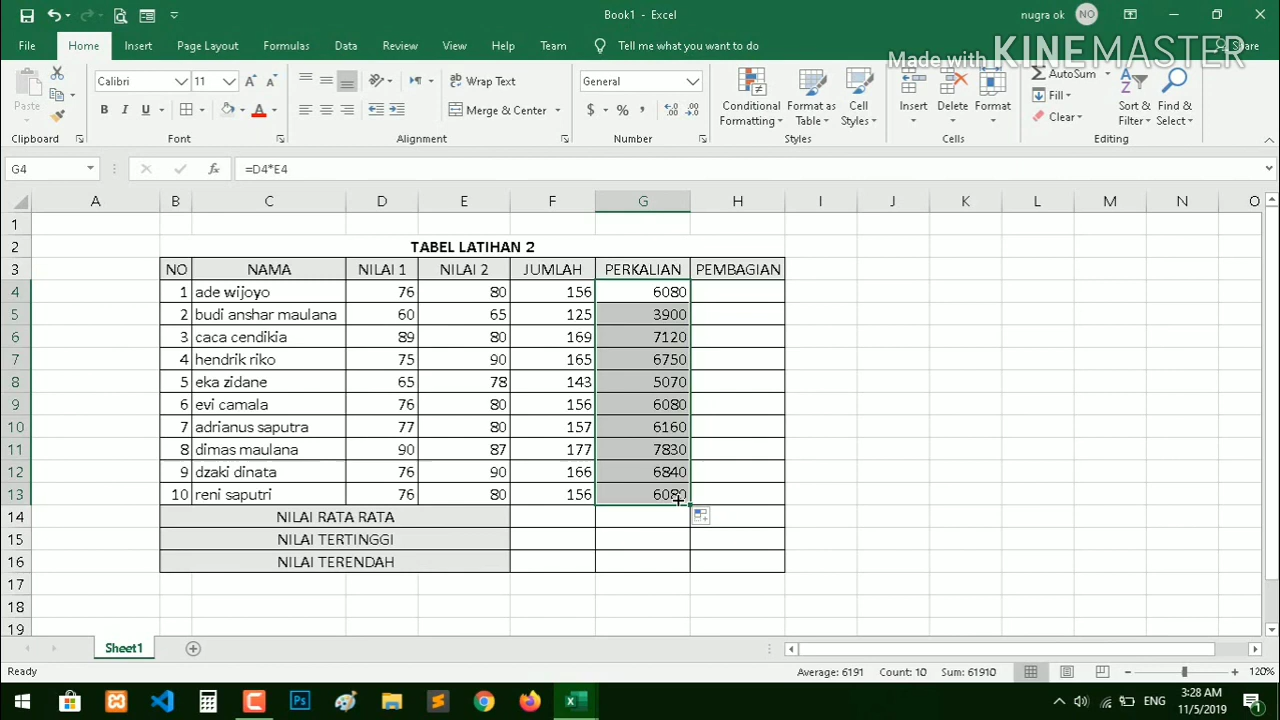 Book1 - Excel
nugra ok NO
File Home Insert Page Layout Formulas Data Review View Help Team Tell me what you want to do Share
Made with KINEMASTER
Paste
Calibri 11
Wrap Text
General
Merge & Center
Conditional Formatting
Format as Table
Cell Styles
Insert
Delete
Format
AutoSum
Fill
Clear
Sort & Filter
Find & Select
Clipboard Font Alignment Number Styles Cells Editing
G4 fx =D4*E4
A B C D E F G H I J K L M N O
1
2 TABEL LATIHAN 2
3 NO NAMA NILAI 1 NILAI 2 JUMLAH PERKALIAN PEMBAGIAN
4 1 ade wijoyo 76 80 156 6080
5 2 budi anshar maulana 60 65 125 3900
6 3 caca cendikia 89 80 169 7120
7 4 hendrik riko 75 90 165 6750
8 5 eka zidane 65 78 143 5070
9 6 evi camala 76 80 156 6080
10 7 adrianus saputra 77 80 157 6160
11 8 dimas maulana 90 87 177 7830
12 9 dzaki dinata 76 90 166 6840
13 10 reni saputri 76 80 156 6080
14 NILAI RATA RATA
15 NILAI TERTINGGI
16 NILAI TERENDAH
17
18
19
Sheet1
Ready Average: 6191 Count: 10 Sum: 61910 120%
ENG
3:28 AM
11/5/2019